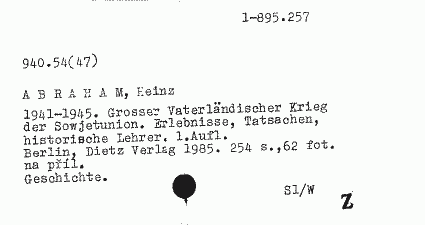 1-895.257
940.54(47)
A B R A H A M, Heinz
1941-1945. Grosser Vaterländischer Krieg
der Sowjetunion. Erlebnisse, Tatsachen,
historische Lehrer. 1.Aufl.
Berlin, Dietz Verlag 1985. 254 s.,62 fot.
na příl.
Geschichte.
Sl/W
Z